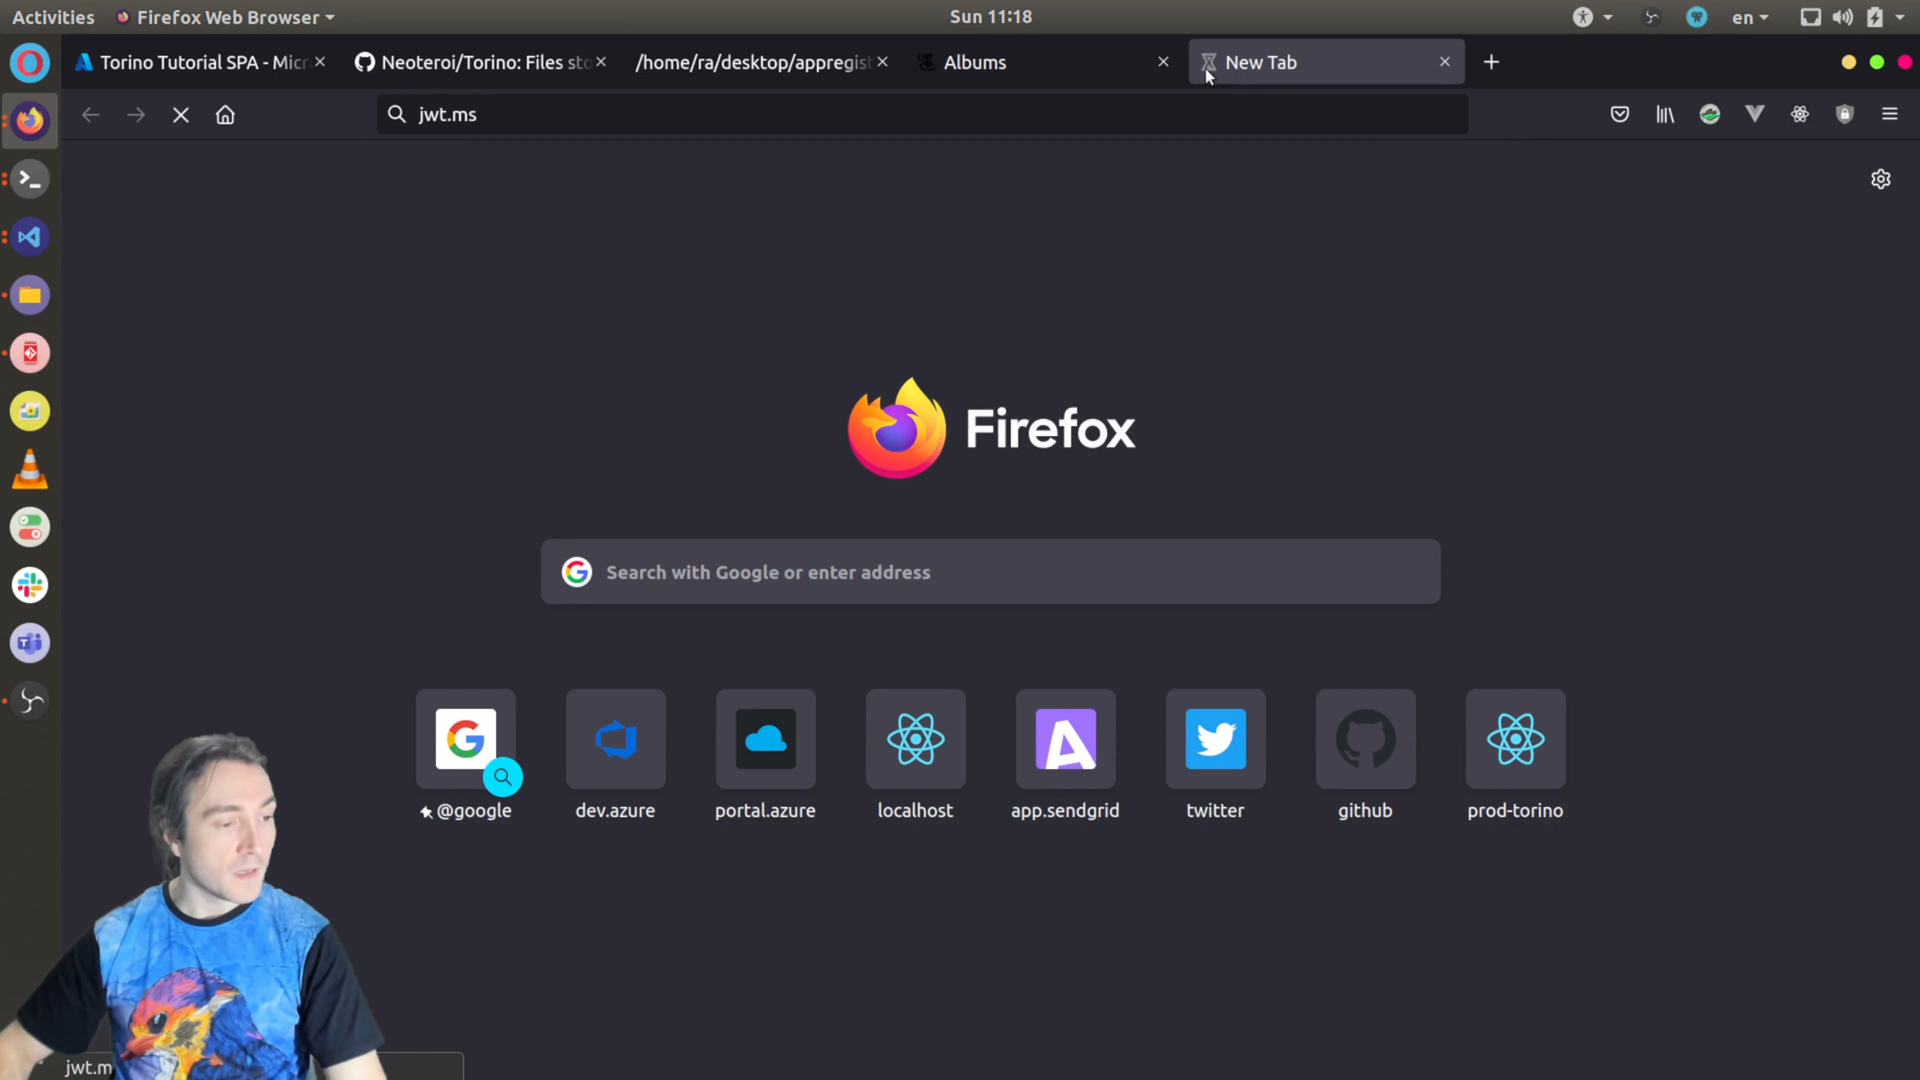 Activities
Firefox Web Browser
Sun 11:18
en
Torino Tutorial SPA - Micr
Neoteroi/Torino: Files sto
/home/ra/desktop/appregist
Albums
New Tab
jwt.ms
Firefox
Search with Google or enter address
@google
dev.azure
portal.azure
localhost
app.sendgrid
twitter
github
prod-torino
jwt.m